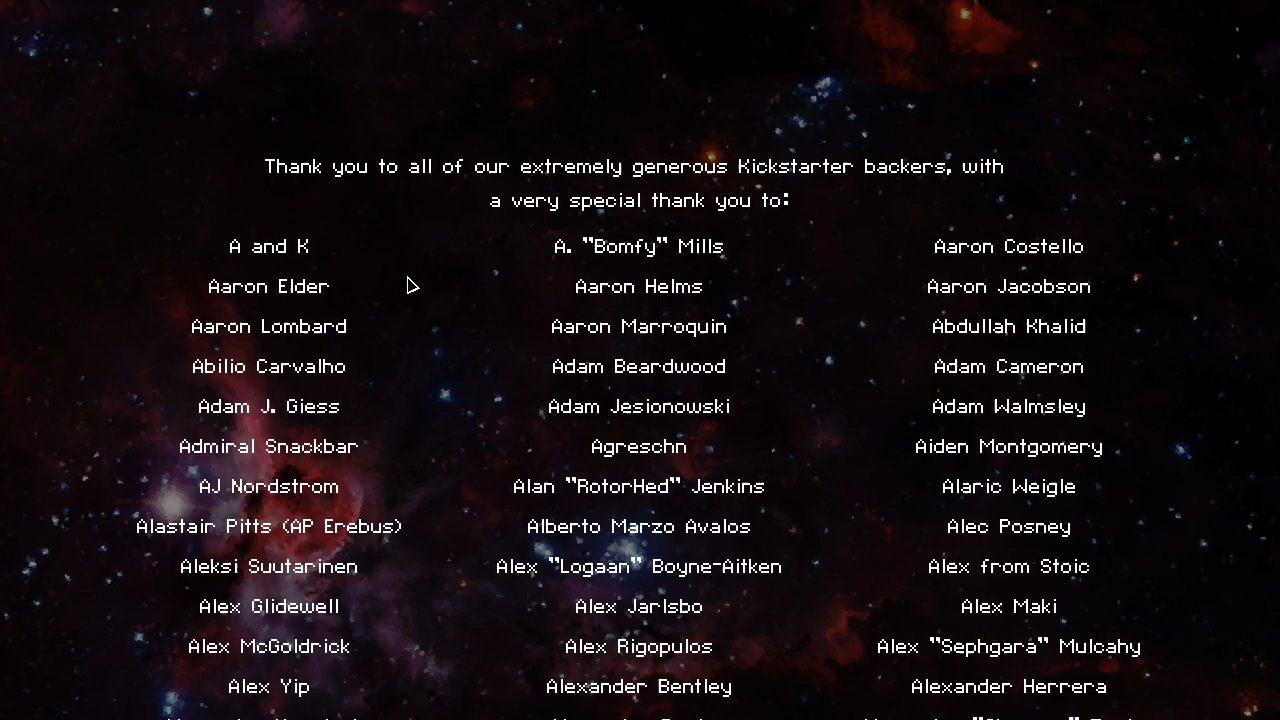 Thank you to all of our extremely generous Kickstarter backers, with
a very special thank you to:
A and K A. "Bomfy" Mills Aaron Costello
Aaron Elder Aaron Helms Aaron Jacobson
Aaron Lombard Aaron Marroquin Abdullah Khalid
Abilio Carvalho Adam Beardwood Adam Cameron
Adam J. Giess Adam Jesionowski Adam Walmsley
Admiral Snackbar Agreschn Aiden Montgomery
AJ Nordstrom Alan "RotorHed" Jenkins Alaric Weigle
Alastair Pitts (AP Erebus) Alberto Marzo Avalos Alec Posney
Aleksi Suutarinen Alex "Logaan" Boyne-Aitken Alex from Stoic
Alex Glidewell Alex Jarlsbo Alex Maki
Alex McGoldrick Alex Rigopulos Alex "Sephgara" Mulcahy
Alex Yip Alexander Bentley Alexander Herrera